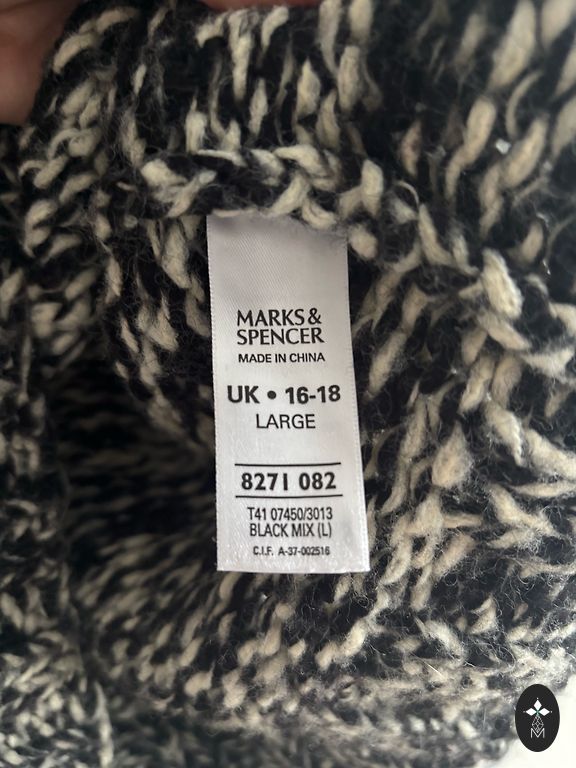 MARKS &
SPENCER
MADE IN CHINA
UK • 16-18
LARGE
8271 082
T41 07450/3013
BLACK MIX (L)
C.I.F. A-37-002516
M